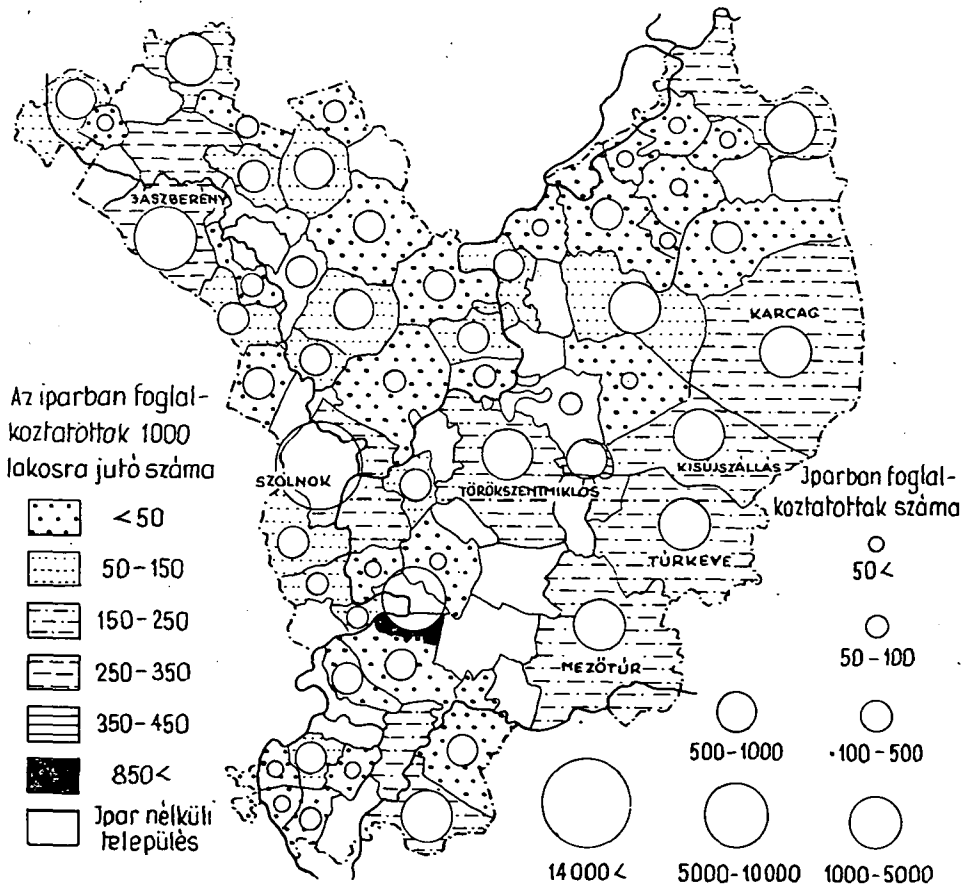 JÁSZBERÉNY
KARCAG
KISÚJSZÁLLÁS
SZOLNOK
TÖRÖKSZENTMIKLÓS
TÚRKEVE
MEZŐTÚR
Az iparban foglal-
koztatottak 1000
lakosra jutó száma
<50
50-150
150-250
250-350
350-450
850<
Ipar nélküli
település
Iparban foglal-
koztatottak száma
50<
50-100
500-1000
100-500
14000<
5000-10000
1000-5000